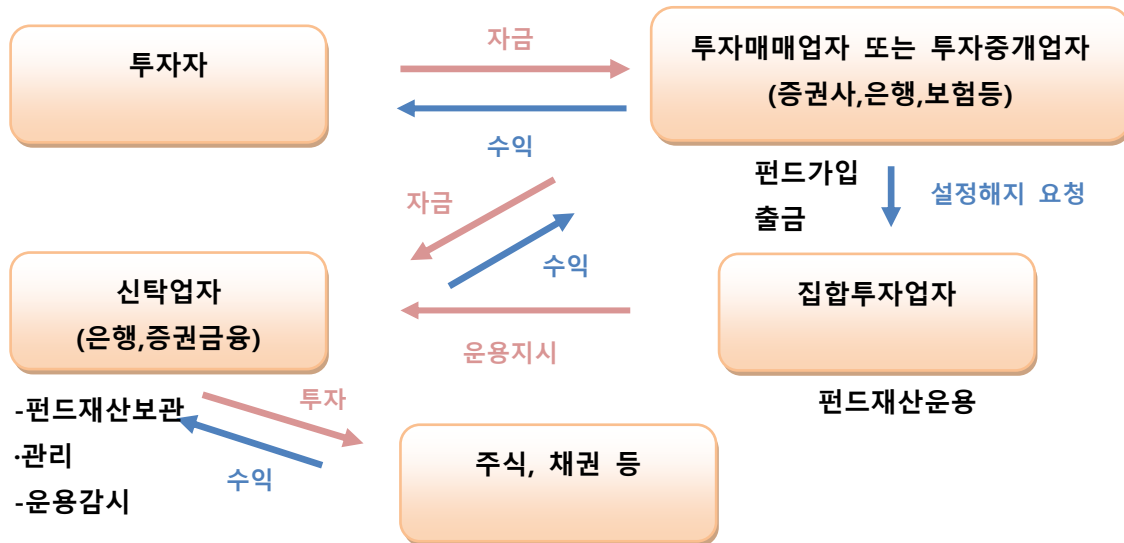 투자자
자금
투자매매업자 또는 투자중개업자
(증권사,은행,보험등)
수익
펀드가입
출금
설정해지 요청
자금
수익
신탁업자
(은행,증권금융)
집합투자업자
운용지시
펀드재산운용
-펀드재산보관
·관리
-운용감시
투자
수익
주식, 채권 등